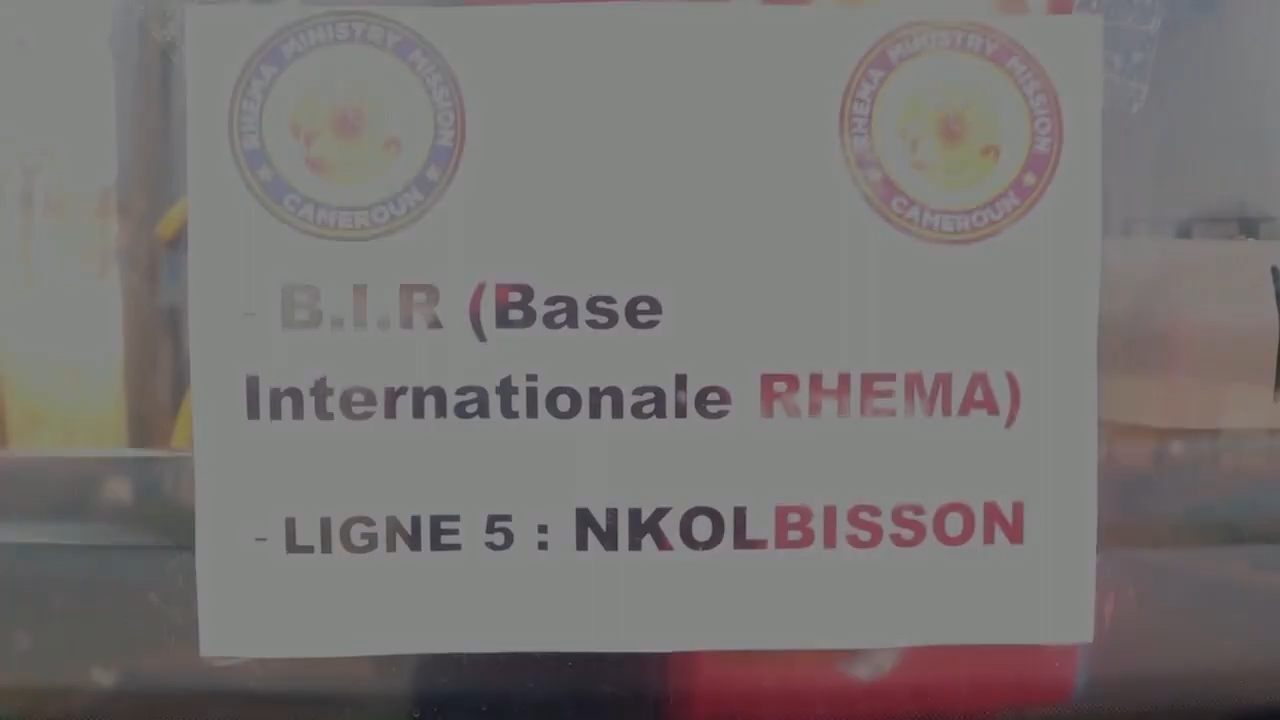 RHEMA MINISTRY MISSION
CAMEROUN
RHEMA MINISTRY MISSION
CAMEROUN
- B.I.R (Base
Internationale RHEMA)
- LIGNE 5 : NKOLBISSON